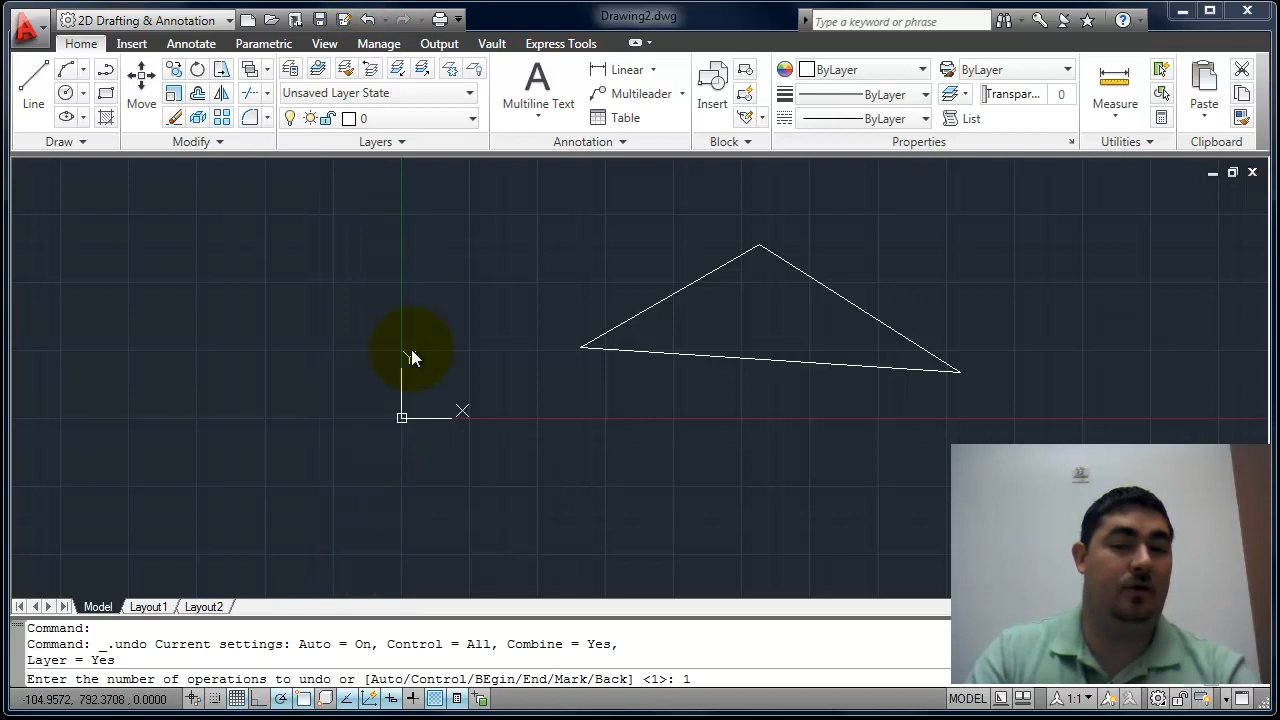 2D Drafting & Annotation
Drawing2.dwg
Type a keyword or phrase
Home Insert Annotate Parametric View Manage Output Vault Express Tools
Line
Move
Unsaved Layer State
0
A
Multiline Text
Linear
Multileader
Table
Insert
ByLayer
ByLayer
ByLayer
ByLayer
Transpar... 0
List
Measure
Paste
Draw Modify Layers Annotation Block Properties Utilities Clipboard
Y
X
Model Layout1 Layout2
Command:
Command: _.undo Current settings: Auto = On, Control = All, Combine = Yes,
Layer = Yes
Enter the number of operations to undo or [Auto/Control/BEgin/End/Mark/Back] <1>: 1
-104.9572, 792.3708, 0.0000
MODEL
1:1